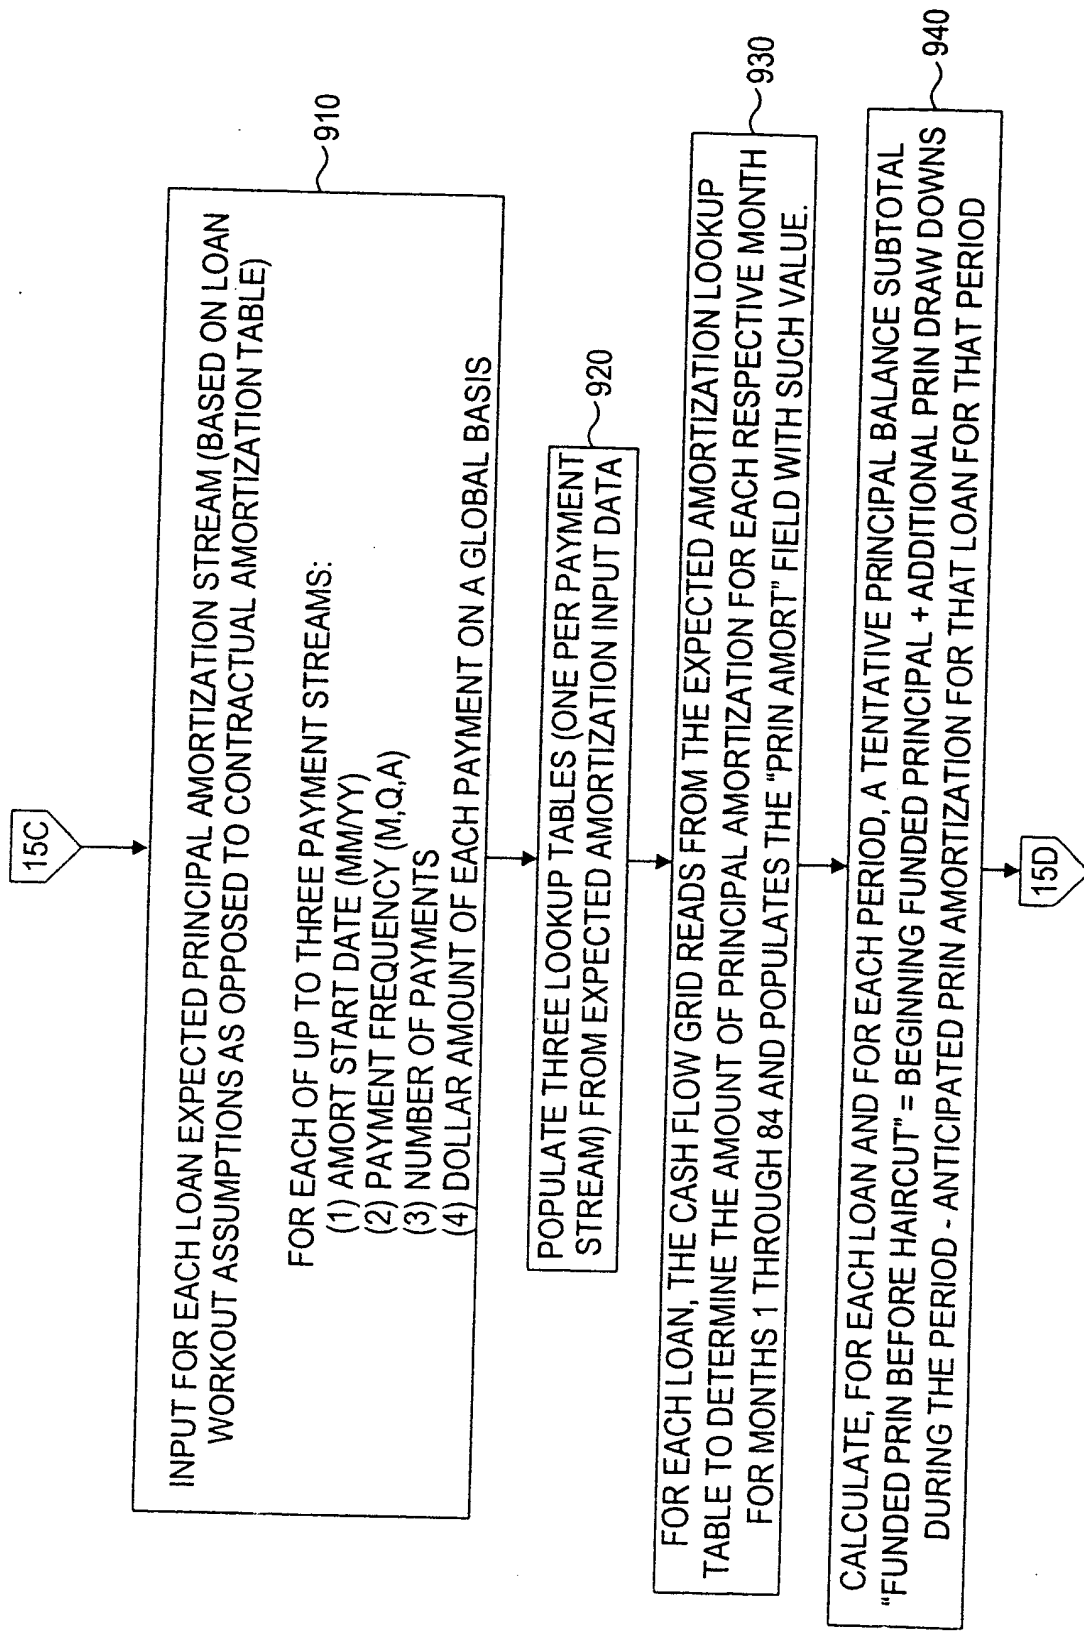 15C
910
INPUT FOR EACH LOAN EXPECTED PRINCIPAL AMORTIZATION STREAM (BASED ON LOAN
WORKOUT ASSUMPTIONS AS OPPOSED TO CONTRACTUAL AMORTIZATION TABLE)
FOR EACH OF UP TO THREE PAYMENT STREAMS:
(1) AMORT START DATE (MM/YY)
(2) PAYMENT FREQUENCY (M,Q,A)
(3) NUMBER OF PAYMENTS
(4) DOLLAR AMOUNT OF EACH PAYMENT ON A GLOBAL BASIS
920
POPULATE THREE LOOKUP TABLES (ONE PER PAYMENT
STREAM) FROM EXPECTED AMORTIZATION INPUT DATA
930
FOR EACH LOAN, THE CASH FLOW GRID READS FROM THE EXPECTED AMORTIZATION LOOKUP
TABLE TO DETERMINE THE AMOUNT OF PRINCIPAL AMORTIZATION FOR EACH RESPECTIVE MONTH
FOR MONTHS 1 THROUGH 84 AND POPULATES THE "PRIN AMORT" FIELD WITH SUCH VALUE.
940
CALCULATE, FOR EACH LOAN AND FOR EACH PERIOD, A TENTATIVE PRINCIPAL BALANCE SUBTOTAL
"FUNDED PRIN BEFORE HAIRCUT" = BEGINNING FUNDED PRINCIPAL + ADDITIONAL PRIN DRAW DOWNS
DURING THE PERIOD - ANTICIPATED PRIN AMORTIZATION FOR THAT LOAN FOR THAT PERIOD
15D